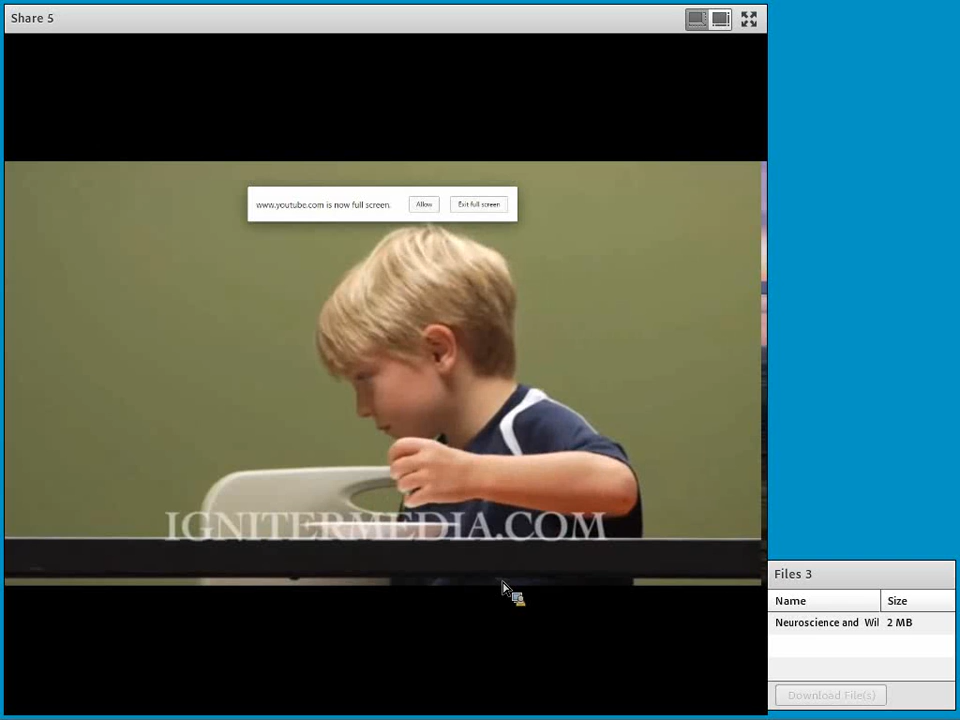 Share 5
www.youtube.com is now full screen.
Allow
Exit full screen
IGNITERMEDIA.COM
Files 3
Name
Size
Neuroscience and Wil
2 MB
Download File(s)